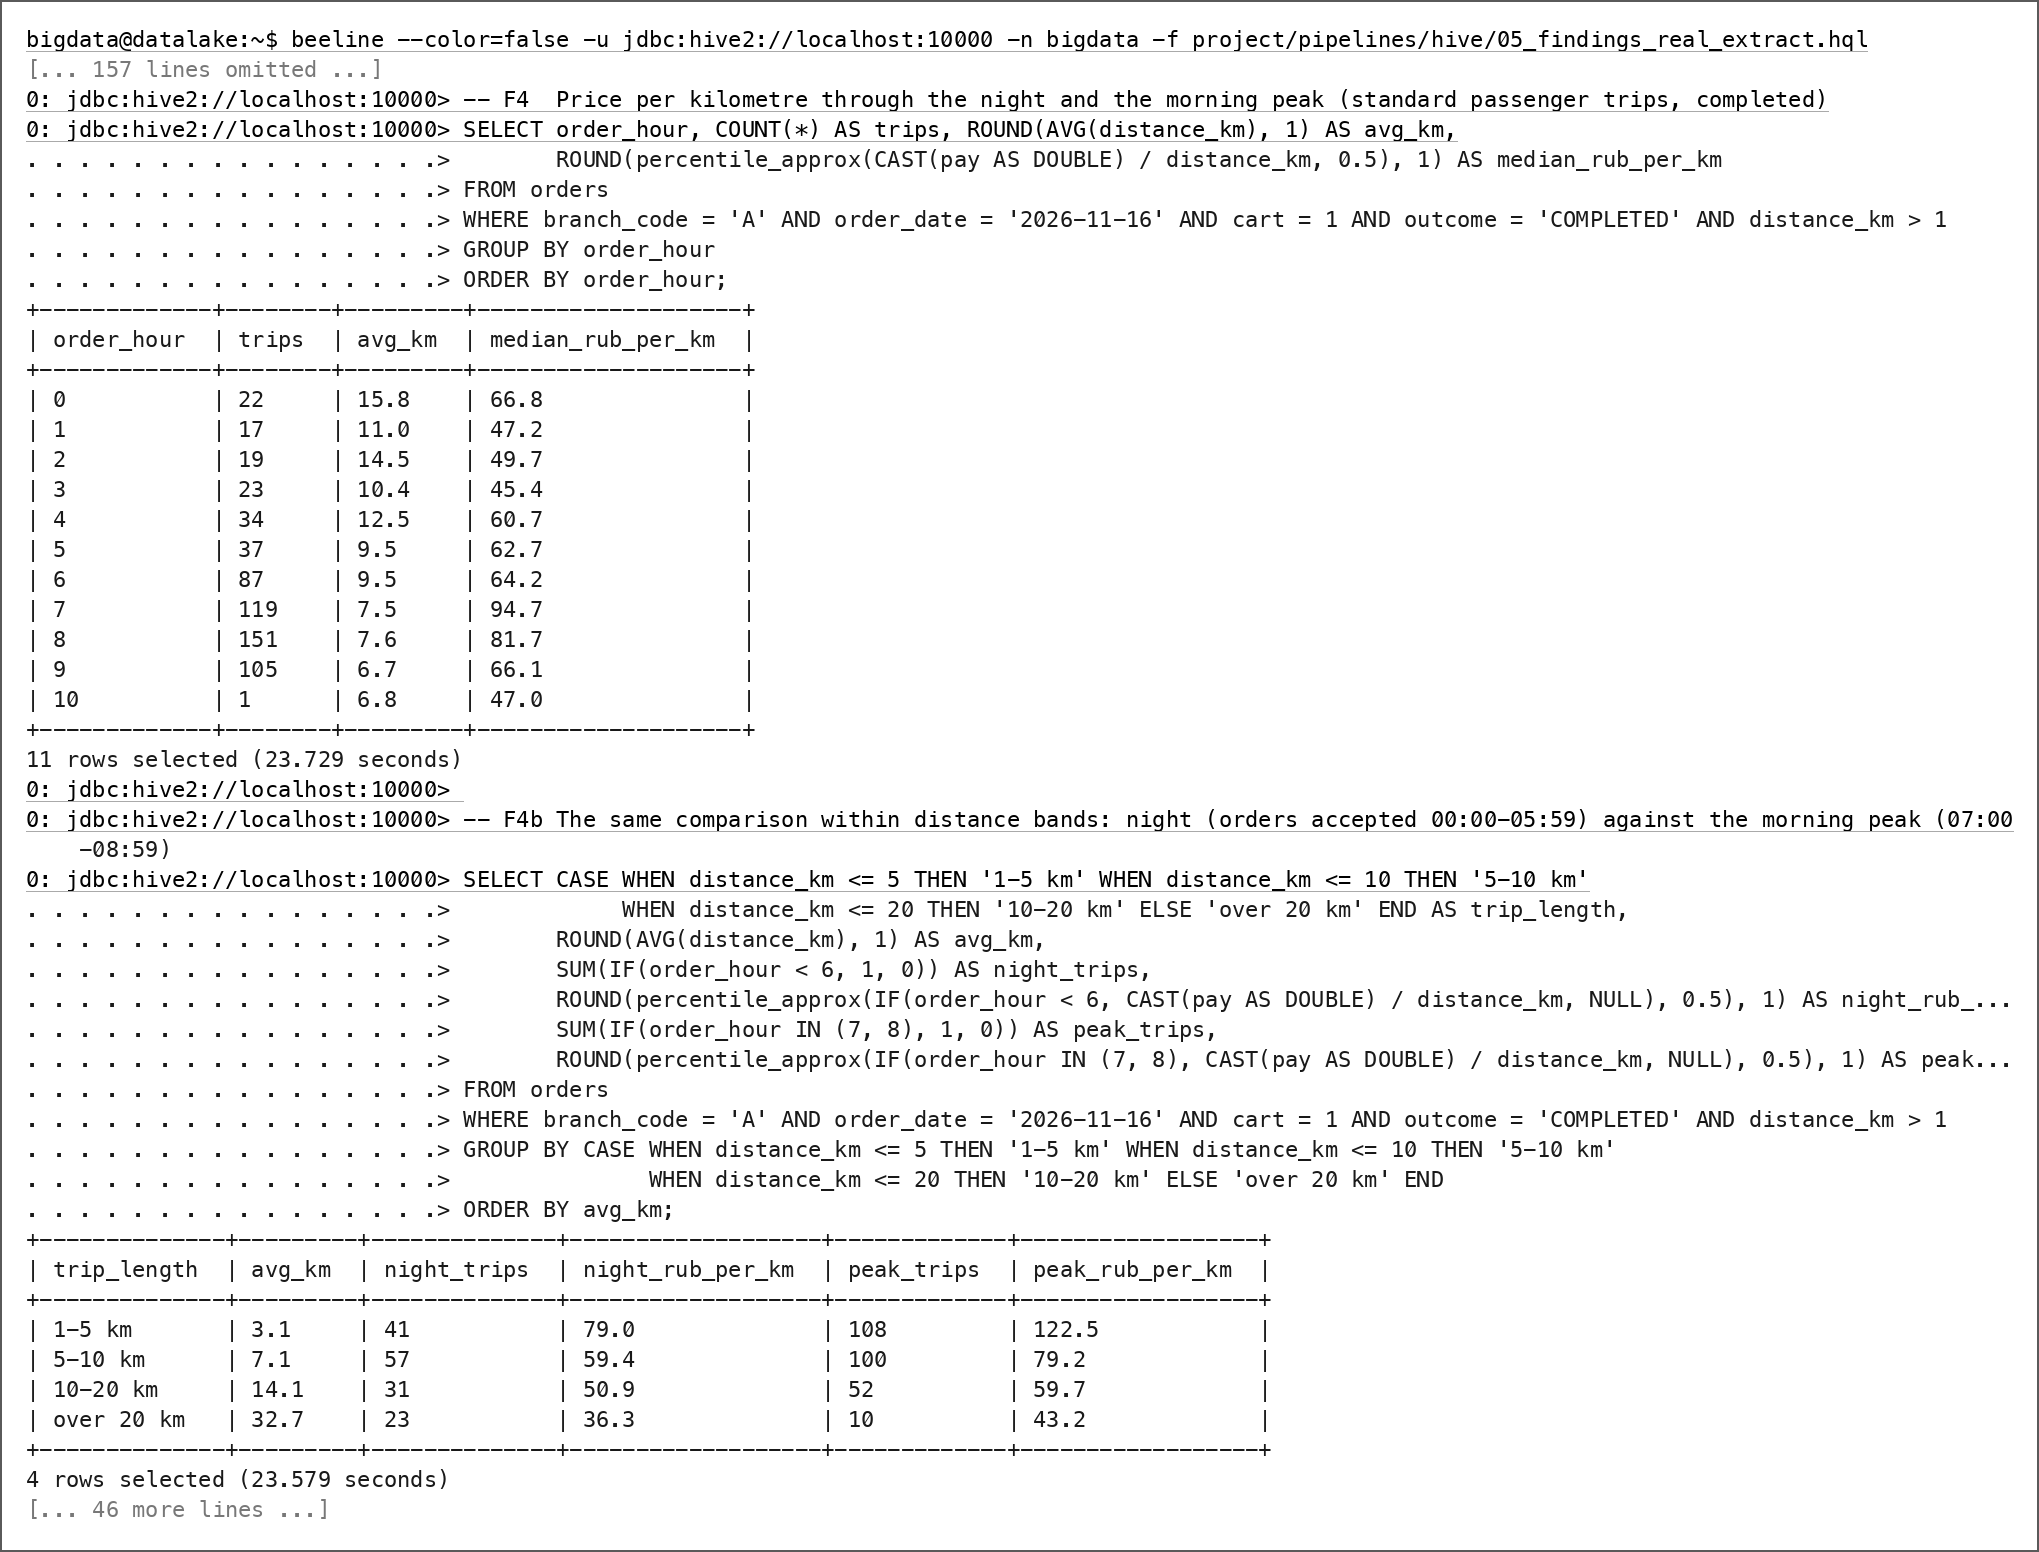 bigdata@datalake:~$ beeline --color=false -u jdbc:hive2://localhost:10000 -n bigdata -f project/pipelines/hive/05_findings_real_extract.hql
[... 157 lines omitted ...]
0: jdbc:hive2://localhost:10000> -- F4  Price per kilometre through the night and the morning peak (standard passenger trips, completed)
0: jdbc:hive2://localhost:10000> SELECT order_hour, COUNT(*) AS trips, ROUND(AVG(distance_km), 1) AS avg_km,
. . . . . . . . . . . . . . . .>        ROUND(percentile_approx(CAST(pay AS DOUBLE) / distance_km, 0.5), 1) AS median_rub_per_km
. . . . . . . . . . . . . . . .> FROM orders
. . . . . . . . . . . . . . . .> WHERE branch_code = 'A' AND order_date = '2026-11-16' AND cart = 1 AND outcome = 'COMPLETED' AND distance_km > 1
. . . . . . . . . . . . . . . .> GROUP BY order_hour
. . . . . . . . . . . . . . . .> ORDER BY order_hour;
+-------------+--------+---------+--------------------+
| order_hour  | trips  | avg_km  | median_rub_per_km  |
+-------------+--------+---------+--------------------+
| 0           | 22     | 15.8    | 66.8               |
| 1           | 17     | 11.0    | 47.2               |
| 2           | 19     | 14.5    | 49.7               |
| 3           | 23     | 10.4    | 45.4               |
| 4           | 34     | 12.5    | 60.7               |
| 5           | 37     | 9.5     | 62.7               |
| 6           | 87     | 9.5     | 64.2               |
| 7           | 119    | 7.5     | 94.7               |
| 8           | 151    | 7.6     | 81.7               |
| 9           | 105    | 6.7     | 66.1               |
| 10          | 1      | 6.8     | 47.0               |
+-------------+--------+---------+--------------------+
11 rows selected (23.729 seconds)
0: jdbc:hive2://localhost:10000>
0: jdbc:hive2://localhost:10000> -- F4b The same comparison within distance bands: night (orders accepted 00:00-05:59) against the morning peak (07:00
    -08:59)
0: jdbc:hive2://localhost:10000> SELECT CASE WHEN distance_km <= 5 THEN '1-5 km' WHEN distance_km <= 10 THEN '5-10 km'
. . . . . . . . . . . . . . . .>             WHEN distance_km <= 20 THEN '10-20 km' ELSE 'over 20 km' END AS trip_length,
. . . . . . . . . . . . . . . .>        ROUND(AVG(distance_km), 1) AS avg_km,
. . . . . . . . . . . . . . . .>        SUM(IF(order_hour < 6, 1, 0)) AS night_trips,
. . . . . . . . . . . . . . . .>        ROUND(percentile_approx(IF(order_hour < 6, CAST(pay AS DOUBLE) / distance_km, NULL), 0.5), 1) AS night_rub_...
. . . . . . . . . . . . . . . .>        SUM(IF(order_hour IN (7, 8), 1, 0)) AS peak_trips,
. . . . . . . . . . . . . . . .>        ROUND(percentile_approx(IF(order_hour IN (7, 8), CAST(pay AS DOUBLE) / distance_km, NULL), 0.5), 1) AS peak...
. . . . . . . . . . . . . . . .> FROM orders
. . . . . . . . . . . . . . . .> WHERE branch_code = 'A' AND order_date = '2026-11-16' AND cart = 1 AND outcome = 'COMPLETED' AND distance_km > 1
. . . . . . . . . . . . . . . .> GROUP BY CASE WHEN distance_km <= 5 THEN '1-5 km' WHEN distance_km <= 10 THEN '5-10 km'
. . . . . . . . . . . . . . . .>               WHEN distance_km <= 20 THEN '10-20 km' ELSE 'over 20 km' END
. . . . . . . . . . . . . . . .> ORDER BY avg_km;
+--------------+---------+--------------+-------------------+-------------+------------------+
| trip_length  | avg_km  | night_trips  | night_rub_per_km  | peak_trips  | peak_rub_per_km  |
+--------------+---------+--------------+-------------------+-------------+------------------+
| 1-5 km       | 3.1     | 41           | 79.0              | 108         | 122.5            |
| 5-10 km      | 7.1     | 57           | 59.4              | 100         | 79.2             |
| 10-20 km     | 14.1    | 31           | 50.9              | 52          | 59.7             |
| over 20 km   | 32.7    | 23           | 36.3              | 10          | 43.2             |
+--------------+---------+--------------+-------------------+-------------+------------------+
4 rows selected (23.579 seconds)
[... 46 more lines ...]